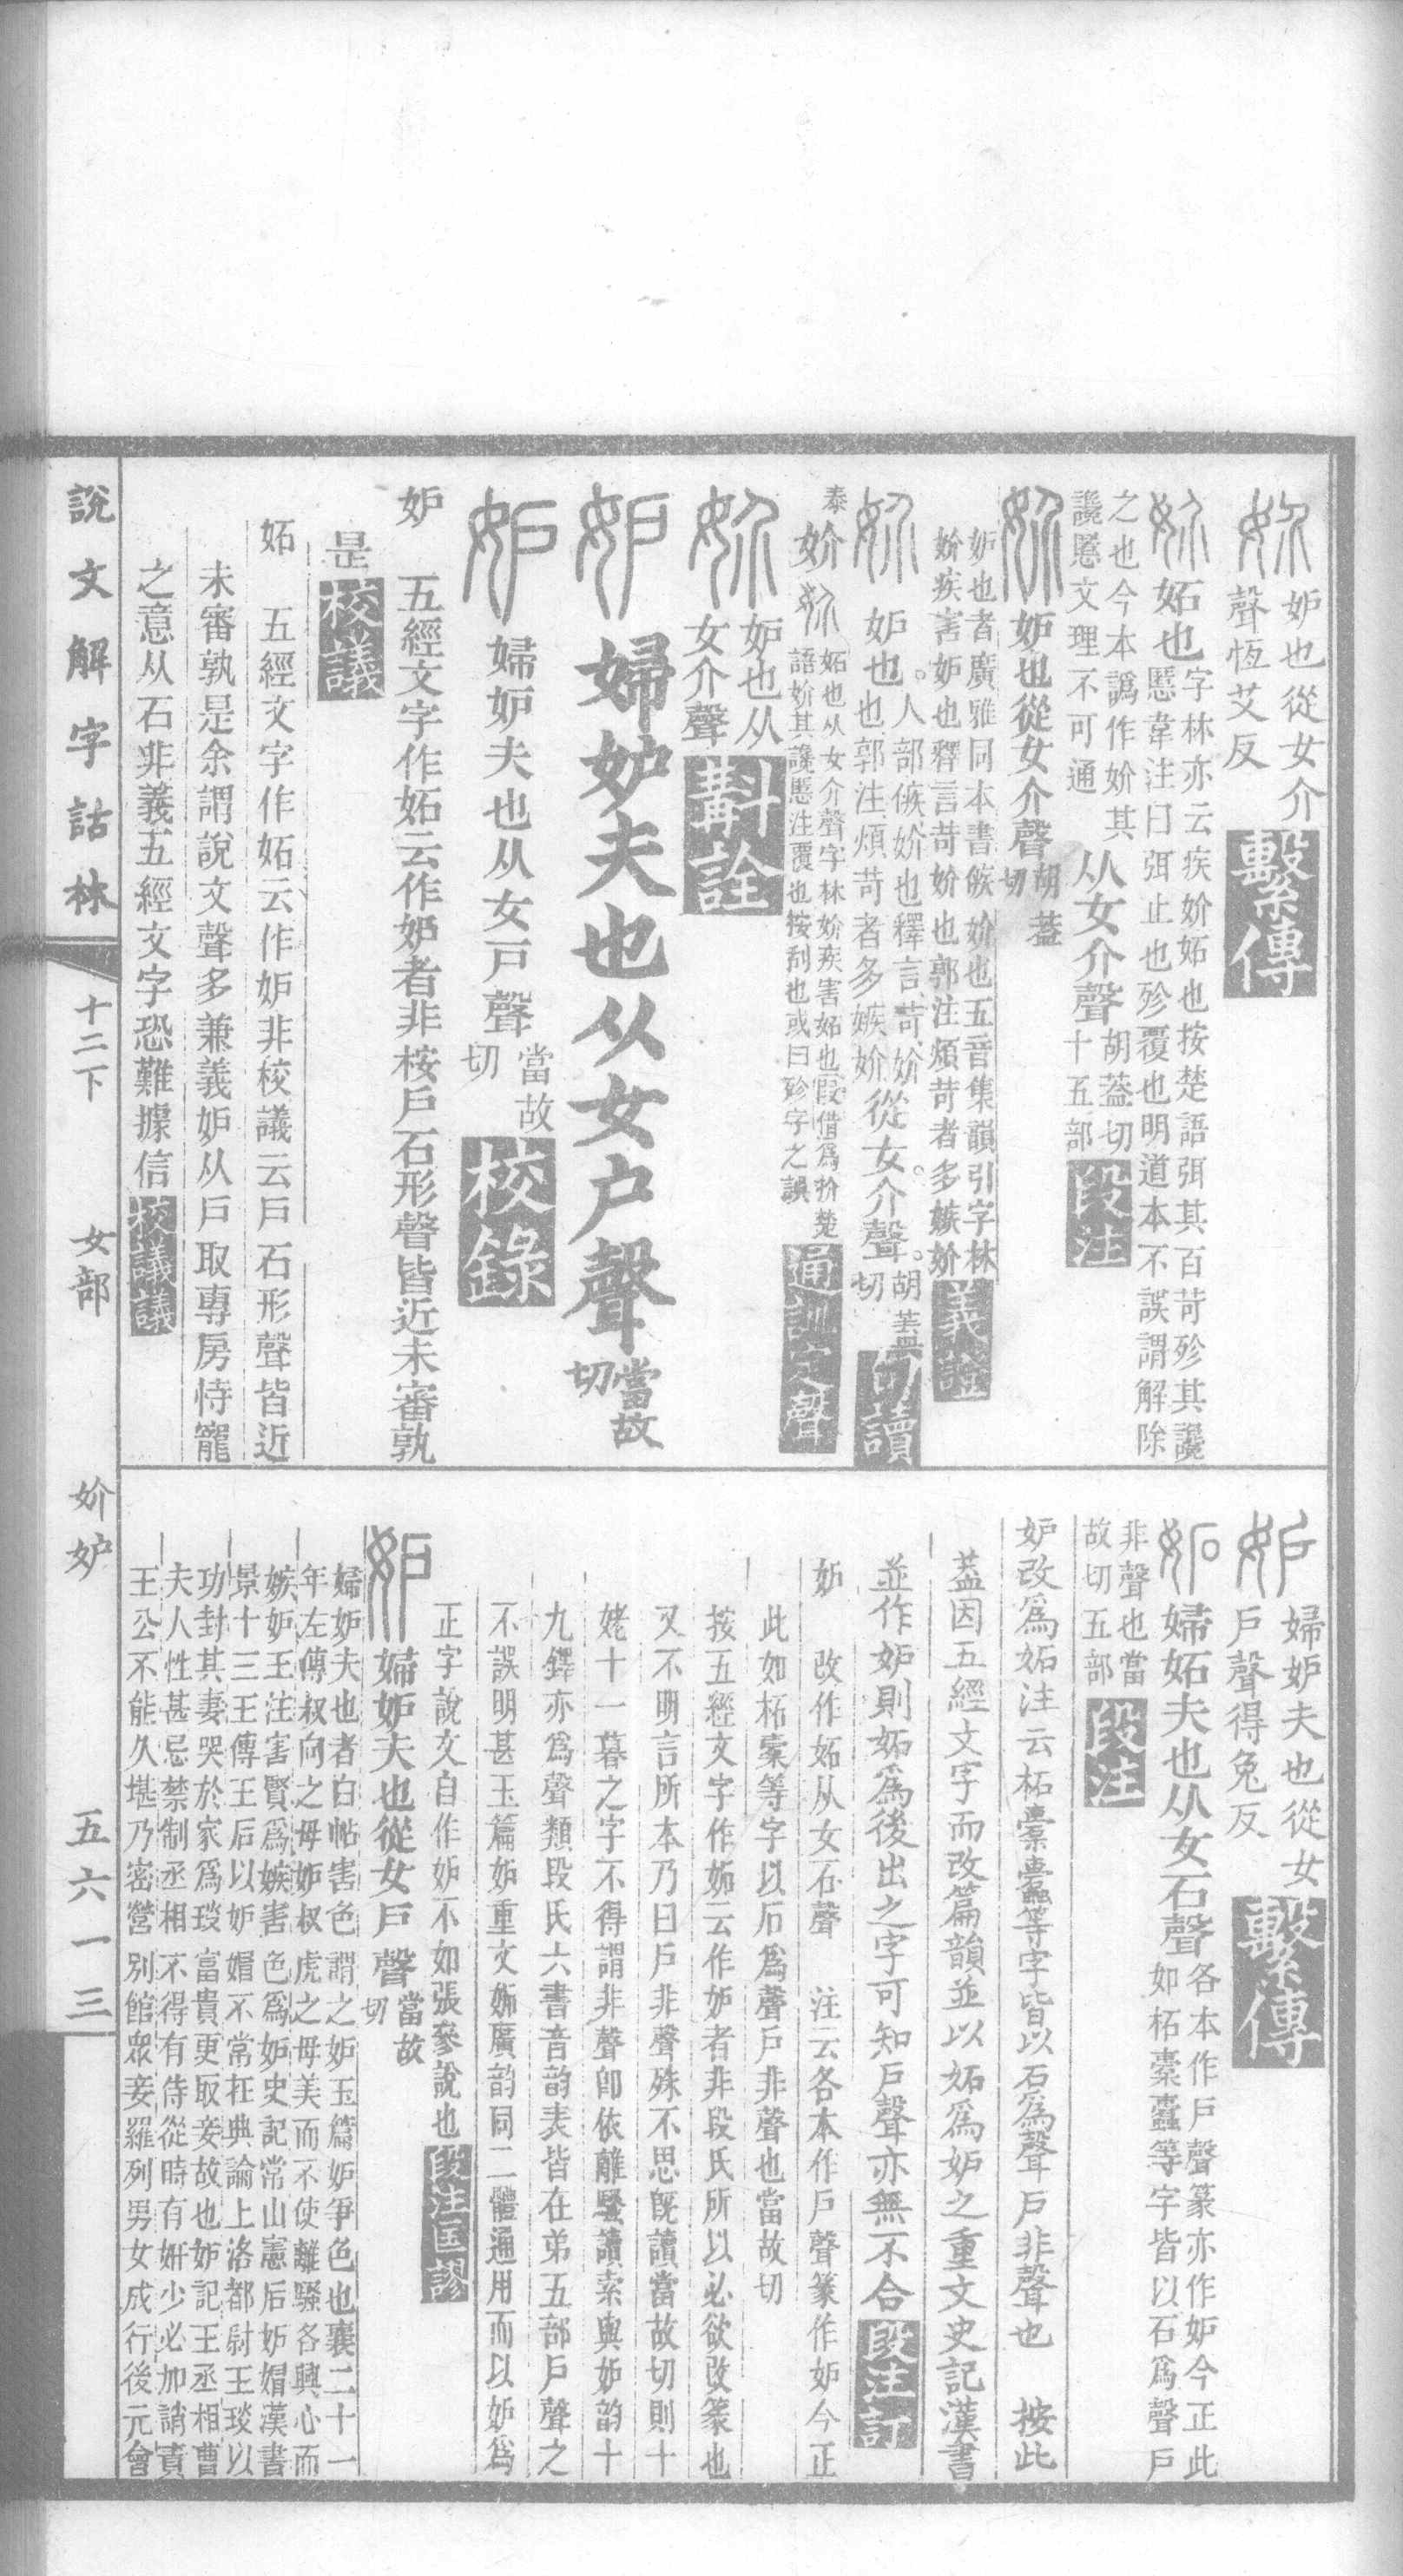 妎 妒也從女介
聲恆艾反 繫傳
妎 妬也字林亦云疾妎妬也按楚語弭其百苛殄其讒
慝韋注曰弭止也殄覆也明道本不誤謂解除
之也今本譌作妎其
讒慝文理不可通 从女介聲胡葢切
十五部 段注
妎 妒也從女介聲胡葢
切
妒也者廣雅同本書㑵妎也五音集韻引字林
妎疾害妒也釋言苛妎也郭注煩苛者多嫉妎 義證
妎 妒也。人部㑵妎也釋言苛妎
也郭注煩苛者多嫉妎 從女介聲。胡葢
切 句讀
泰 妎 妎 妬也从女介聲字林妎疾害妬也叚借爲㧉楚
語妎其讒慝注覆也按刮也或曰殄字之誤 通訓定聲
妎 妒也从
女介聲 斠詮
妒 婦妒夫也从女户聲當故
切
妒 婦妒夫也从女戸聲當故
切 校錄
妒 五經文字作妬云作妒者非桉戶石形聲皆近未審孰
是 校議
妬 五經文字作妬云作妒非校議云戶石形聲皆近
未審孰是余謂說文聲多兼義妒从戶取專房恃寵
之意从石非義五經文字恐難據信 校議議
說文解字詁林 十二下 女部 妎妒 五六一三
妒 婦妒夫也從女
戶聲得兔反 繫傳
妬 婦妬夫也从女石聲各本作戶聲篆亦作妒今正此
如柘橐蠹等字皆以石爲聲戶
非聲也當
故切五部 段注
妒改爲妬注云柘橐蠹等字皆以石爲聲戶非聲也 按此
葢因五經文字而改篇韻並以妬爲妒之重文史記漢書
並作妒則妬爲後出之字可知戶聲亦無不合 段注訂
妒 改作妬从女石聲 注云各本作戶聲篆作妒今正
此如柘橐等字以石爲聲戶非聲也當故切
按五經文字作妬云作妒者非段氏所以必欲改篆也
又不明言所本乃曰戶非聲殊不思旣讀當故切則十
姥十一暮之字不得謂非聲卽依離騷讀索與妒韵十
九鐸亦爲聲類段氏六書音韵表皆在弟五部戶聲之
不誤明甚玉篇妒重文妬廣韵同二體通用而以妒爲
正字說文自作妒不如張參說也 段注匡謬
妒 婦妒夫也從女戶聲當故
切
婦妒夫也者白帖害色謂之妒玉篇妒爭色也襄二十一
年左傳叔向之母妒叔虎之母美而不使離騷各興心而
嫉妒王注害賢爲嫉害色爲妒史記常山憲后妒媢漢書
景十三王傳王后以妒媢不常在典論上洛都尉王琰以
功封其妻哭於家爲琰富貴更取妾故也妒記王丞相曹
夫人性甚忌禁制丞相不得有侍從時有姸少必加誚責
王公不能久堪乃密營別館衆妾羅列男女成行後元會